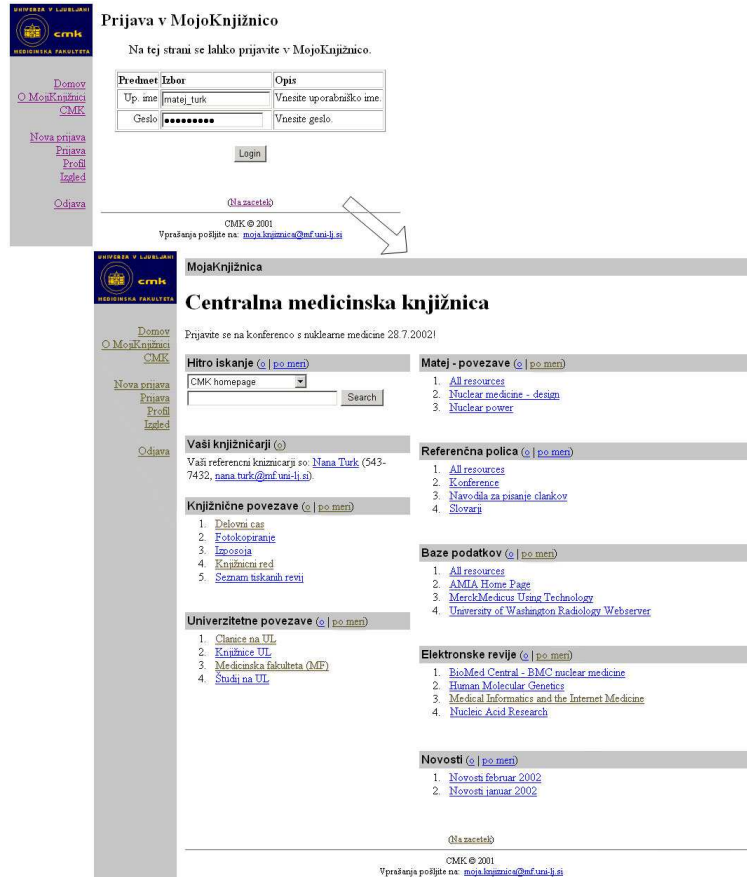 UNIVERZA V LJUBLJANI
cmk
MEDICINSKA FAKULTETA
Domov
O MojiKnjižnici
CMK
Nova prijava
Prijava
Profil
Izgled
Odjava
Prijava v MojoKnjižnico
Na tej strani se lahko prijavite v MojoKnjižnico.
Predmet Izbor Opis
Up. ime matej_turk Vnesite uporabniško ime.
Geslo ●●●●●●●●● Vnesite geslo.
Login
(Na zacetek)
CMK © 2001
Vprašanja pošljite na: moja.knjiznica@mf.uni-lj.si
UNIVERZA V LJUBLJANI
cmk
MEDICINSKA FAKULTETA
Domov
O MojiKnjižnici
CMK
Nova prijava
Prijava
Profil
Izgled
Odjava
MojaKnjižnica
Centralna medicinska knjižnica
Prijavite se na konferenco s nuklearne medicine 28.7.2002!
Hitro iskanje (o | po meri)
CMK homepage
Search
Vaši knjižničarji (o)
Vaši referencni kniznicarji so: Nana Turk (543-
7432, nana.turk@mf.uni-lj.si).
Knjižnične povezave (o | po meri)
1. Delovni cas
2. Fotokopiranje
3. Izposoja
4. Knjižnicni red
5. Seznam tiskanih revij
Univerzitetne povezave (o | po meri)
1. Clanice na UL
2. Knjižnice UL
3. Medicinska fakulteta (MF)
4. Študij na UL
Matej - povezave (o | po meri)
1. All resources
2. Nuclear medicine - design
3. Nuclear power
Referenčna polica (o | po meri)
1. All resources
2. Konference
3. Navodila za pisanje clankov
4. Slovarji
Baze podatkov (o | po meri)
1. All resources
2. AMIA Home Page
3. MerckMedicus Using Technology
4. University of Washington Radiology Webserver
Elektronske revije (o | po meri)
1. BioMed Central - BMC nuclear medicine
2. Human Molecular Genetics
3. Medical Informatics and the Internet Medicine
4. Nucleic Acid Research
Novosti (o | po meri)
1. Novosti februar 2002
2. Novosti januar 2002
(Na zacetek)
CMK © 2001
Vprašanja pošljite na: moja.knjiznica@mf.uni-lj.si